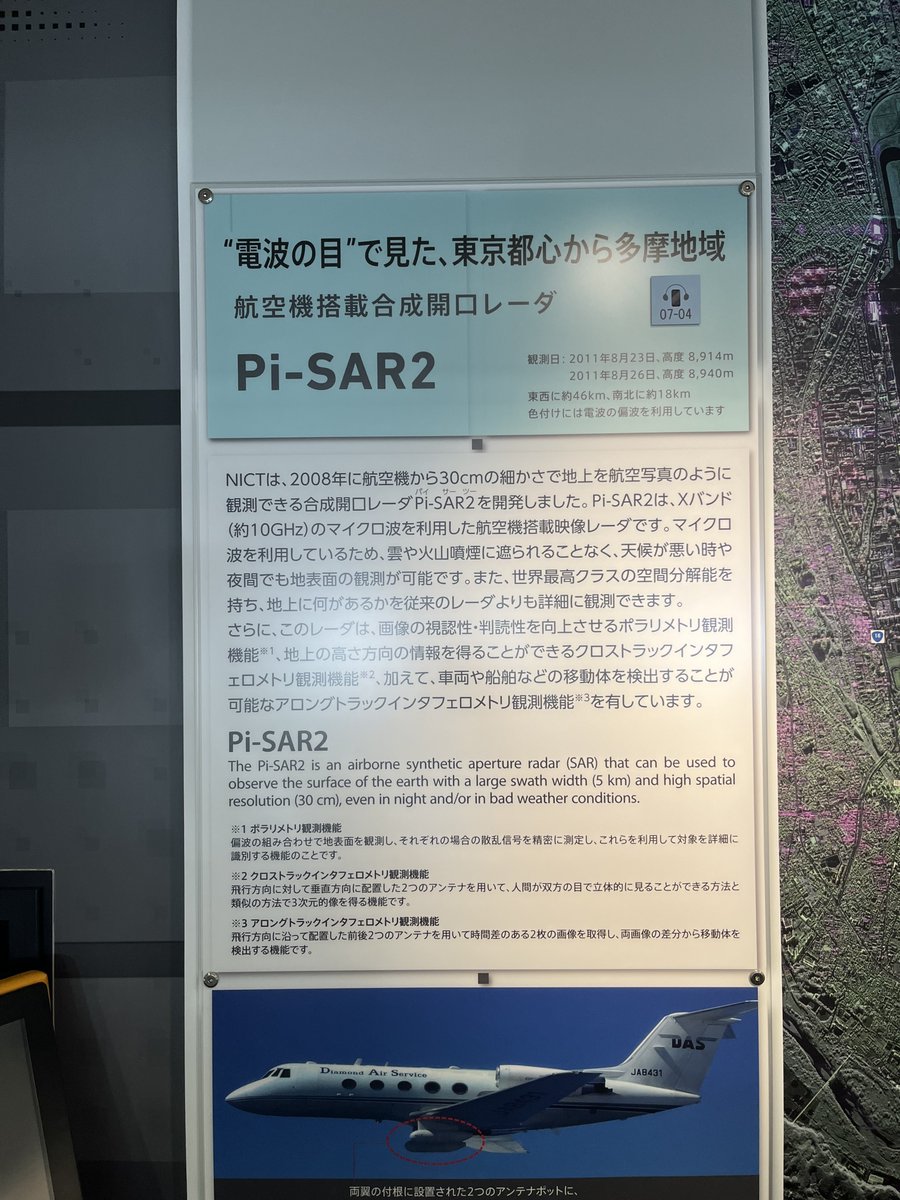 “電波の目”で見た、東京都心から多摩地域
航空機搭載合成開口レーダ
07-04
Pi-SAR2
観測日: 2011年8月23日、高度 8,914m
2011年8月26日、高度 8,940m
東西に約46km、南北に約18km
色付けには電波の偏波を利用しています
NICTは、2008年に航空機から30cmの細かさで地上を航空写真のように
パイ サー ツー
観測できる合成開口レーダPi-SAR2を開発しました。Pi-SAR2は、Xバンド
(約10GHz)のマイクロ波を利用した航空機搭載映像レーダです。マイクロ
波を利用しているため、雲や火山噴煙に遮られることなく、天候が悪い時や
夜間でも地表面の観測が可能です。また、世界最高クラスの空間分解能を
持ち、地上に何があるかを従来のレーダよりも詳細に観測できます。
さらに、このレーダは、画像の視認性・判読性を向上させるポラリメトリ観測
機能※1、地上の高さ方向の情報を得ることができるクロストラックインタフ
ェロメトリ観測機能※2、加えて、車両や船舶などの移動体を検出することが
可能なアロングトラックインタフェロメトリ観測機能※3を有しています。
Pi-SAR2
The Pi-SAR2 is an airborne synthetic aperture radar (SAR) that can be used to
observe the surface of the earth with a large swath width (5 km) and high spatial
resolution (30 cm), even in night and/or in bad weather conditions.
※1 ポラリメトリ観測機能
偏波の組み合わせで地表面を観測し、それぞれの場合の散乱信号を精密に測定し、これらを利用して対象を詳細に
識別する機能のことです。
※2 クロストラックインタフェロメトリ観測機能
飛行方向に対して垂直方向に配置した2つのアンテナを用いて、人間が双方の目で立体的に見ることができる方法と
類似の方法で3次元的像を得る機能です。
※3 アロングトラックインタフェロメトリ観測機能
飛行方向に沿って配置した前後2つのアンテナを用いて時間差のある2枚の画像を取得し、両画像の差分から移動体を
検出する機能です。
DAS
Diamond Air Service
JA8431
JA8431
両翼の付根に設置された2つのアンテナポッドに、